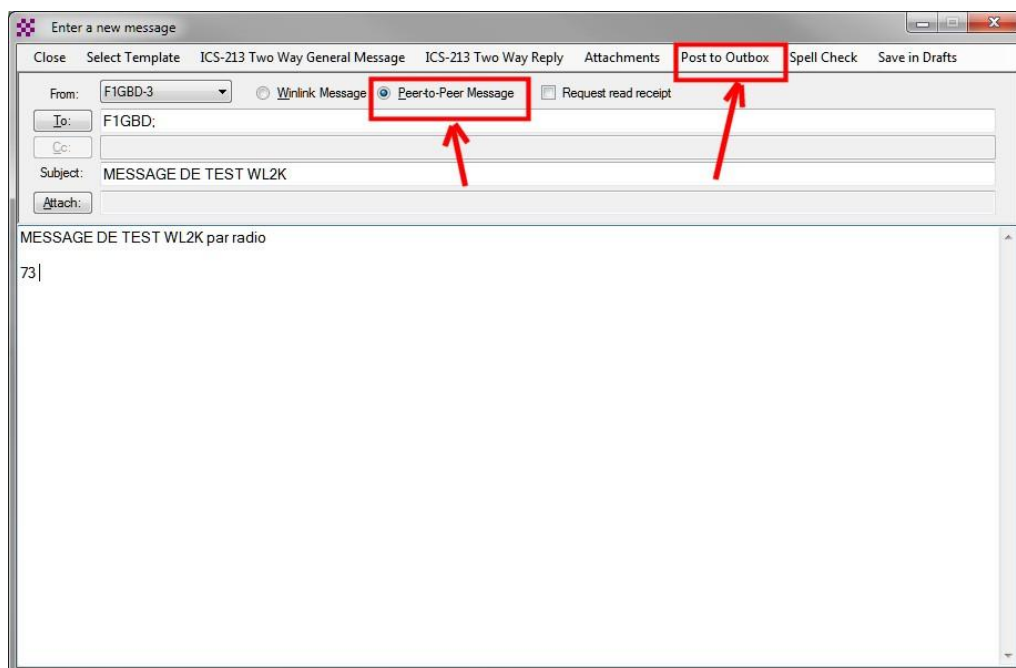 Enter a new message
Close Select Template ICS-213 Two Way General Message ICS-213 Two Way Reply Attachments Post to Outbox Spell Check Save in Drafts
From: F1GBD-3 Winlink Message Peer-to-Peer Message Request read receipt
To: F1GBD;
Cc:
Subject: MESSAGE DE TEST WL2K
Attach:
MESSAGE DE TEST WL2K par radio
73